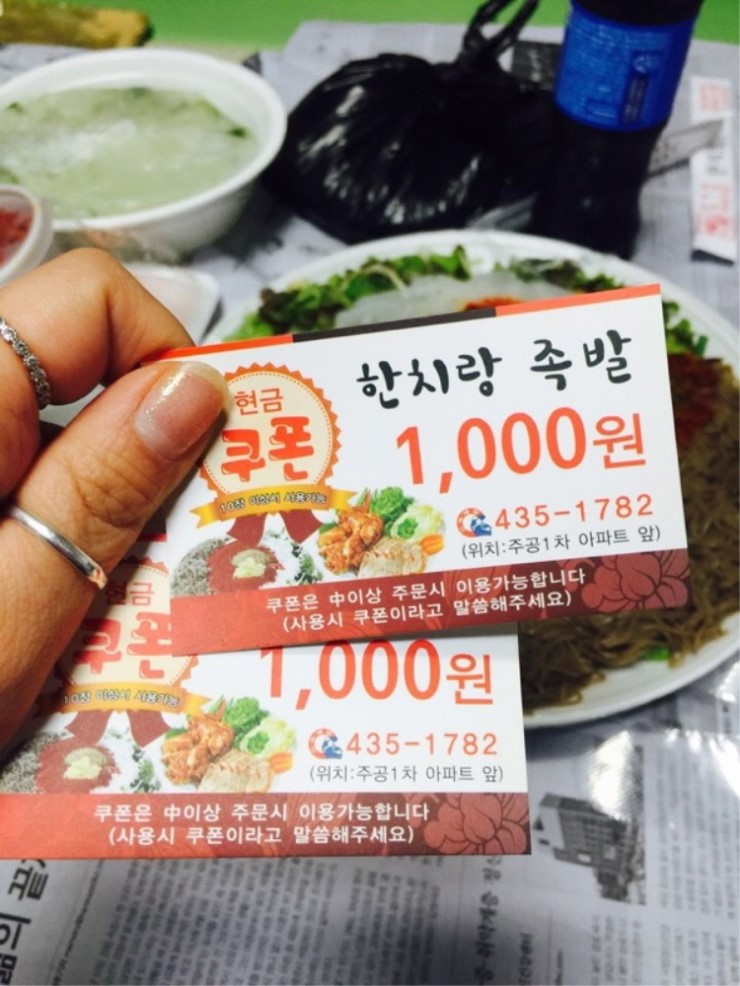 현금
쿠폰
10장 이상시 사용가능
한치랑 족발
1,000원
435-1782
(위치:주공1차 아파트 앞)
쿠폰은 中이상 주문시 이용가능합니다
(사용시 쿠폰이라고 말씀해주세요)
현금
쿠폰
10장 이상시 사용가능
1,000원
435-1782
(위치:주공1차 아파트 앞)
쿠폰은 中이상 주문시 이용가능합니다
(사용시 쿠폰이라고 말씀해주세요)